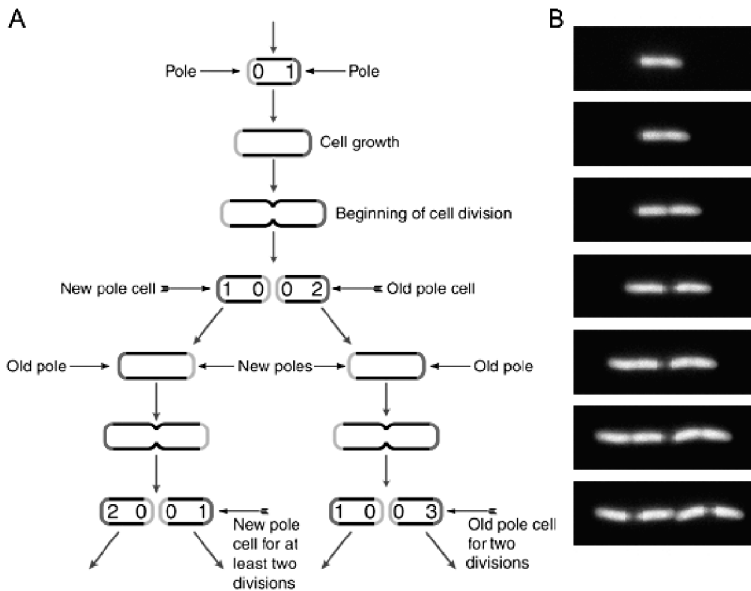 A
B
Pole
0 1
Pole
Cell growth
Beginning of cell division
New pole cell
1 0
0 2
Old pole cell
Old pole
New poles
Old pole
2 0
0 1
New pole
cell for at
least two
divisions
1 0
0 3
Old pole cell
for two
divisions